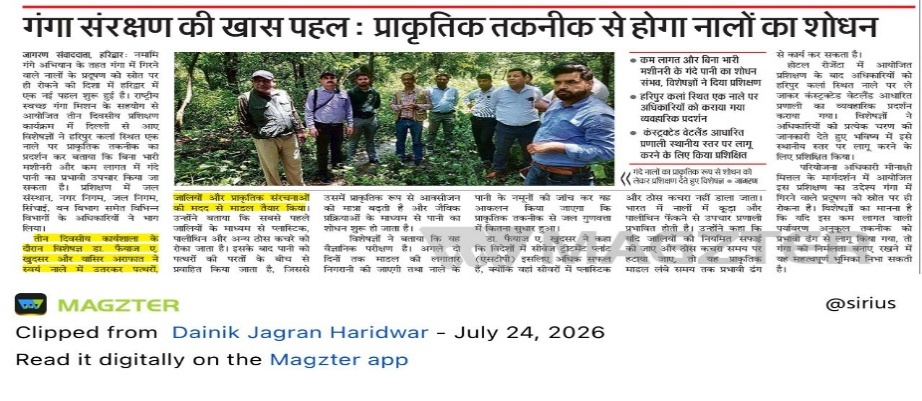 गंगा संरक्षण की खास पहल : प्राकृतिक तकनीक से होगा नालों का शोधन
जागरण संवाददाता, हरिद्वार: नमामि
गंगे अभियान के तहत गंगा में गिरने
वाले नालों के प्रदूषण को स्रोत पर
ही रोकने की दिशा में हरिद्वार में
एक नई पहल शुरू हुई है। राष्ट्रीय
स्वच्छ गंगा मिशन के सहयोग से
आयोजित तीन दिवसीय प्रशिक्षण
कार्यक्रम में दिल्ली से आए
विशेषज्ञों ने हरिपुर कलां स्थित एक
नाले पर प्राकृतिक तकनीक का
प्रदर्शन कर बताया कि बिना भारी
मशीनरी और कम लागत में गंदे
पानी का प्रभावी उपचार किया जा
सकता है। प्रशिक्षण में जल
संस्थान, नगर निगम, जल निगम,
सिंचाई, वन विभाग समेत विभिन्न
विभागों के अधिकारियों ने भाग
लिया।
तीन दिवसीय कार्यशाला के
दौरान विशेषज्ञ डा. फैयाज ए.
खुदसर और यासिर अराफात ने
स्वयं नाले में उतरकर पत्थरों,
जालियों और प्राकृतिक संरचनाओं
की मदद से माडल तैयार किया।
उन्होंने बताया कि सबसे पहले
जालियों के माध्यम से प्लास्टिक,
पालीथिन और अन्य ठोस कचरे को
रोका जाता है। इसके बाद पानी को
पत्थरों की परतों के बीच से
प्रवाहित किया जाता है, जिससे
उसमें प्राकृतिक रूप से आक्सीजन
की मात्रा बढ़ती है और जैविक
प्रक्रियाओं के माध्यम से पानी का
शोधन शुरू हो जाता है।
विशेषज्ञों ने बताया कि यह
वैज्ञानिक परीक्षण है। अगले दो
दिनों तक माडल की लगातार
निगरानी की जाएगी तथा नाले के
पानी के नमूनों की जांच कर यह
आकलन किया जाएगा कि
प्राकृतिक तकनीक से जल गुणवत्ता
में कितना सुधार हुआ।
डा. फैयाज ए. खुदसर ने कहा
कि विदेशों में सीवेज ट्रीटमेंट प्लांट
(एसटीपी) इसलिए अधिक सफल
हैं, क्योंकि वहां सीवरों में प्लास्टिक
● कम लागत और बिना भारी
मशीनरी के गंदे पानी का शोधन
संभव, विशेषज्ञों ने दिया प्रशिक्षण
● हरिपुर कलां स्थित एक नाले पर
अधिकारियों को कराया गया
व्यवहारिक प्रदर्शन
● कंस्ट्रक्टेड वेटलैंड आधारित
प्रणाली स्थानीय स्तर पर लागू
करने के लिए किया प्रशिक्षित
गंदे नालों का प्राकृतिक रूप से शोधन को
लेकर प्रशिक्षण देते हुए विशेषज्ञ ● जागरण
और ठोस कचरा नहीं डाला जाता।
भारत में नालों में कूड़ा और
पालीथिन फेंकने से उपचार प्रणाली
प्रभावित होती है। उन्होंने कहा कि
यदि जालियों की नियमित सफाई
की जाए और ठोस कचरा समय पर
हटाया जाए, तो यह प्राकृतिक
माडल लंबे समय तक प्रभावी ढंग
से कार्य कर सकता है।
होटल रोजेंटा में आयोजित
प्रशिक्षण के बाद अधिकारियों को
हरिपुर कलां स्थित नाले पर ले
जाकर कंस्ट्रक्टेड वेटलैंड आधारित
प्रणाली का व्यवहारिक प्रदर्शन
कराया गया। विशेषज्ञों ने
अधिकारियों को प्रत्येक चरण की
जानकारी देते हुए भविष्य में इसे
स्थानीय स्तर पर लागू करने के
लिए प्रशिक्षित किया।
परियोजना अधिकारी मीनाक्षी
मित्तल के मार्गदर्शन में आयोजित
इस प्रशिक्षण का उद्देश्य गंगा में
गिरने वाले प्रदूषण को स्रोत पर ही
रोकना है। विशेषज्ञों का मानना है
कि यदि इस कम लागत वाली
पर्यावरण अनुकूल तकनीक को
प्रभावी ढंग से लागू किया गया, तो
गंगा को निर्मलता बनाए रखने में
यह महत्वपूर्ण भूमिका निभा सकती
है।
MAGZTER
@sirius
Clipped from Dainik Jagran Haridwar - July 24, 2026
Read it digitally on the Magzter app